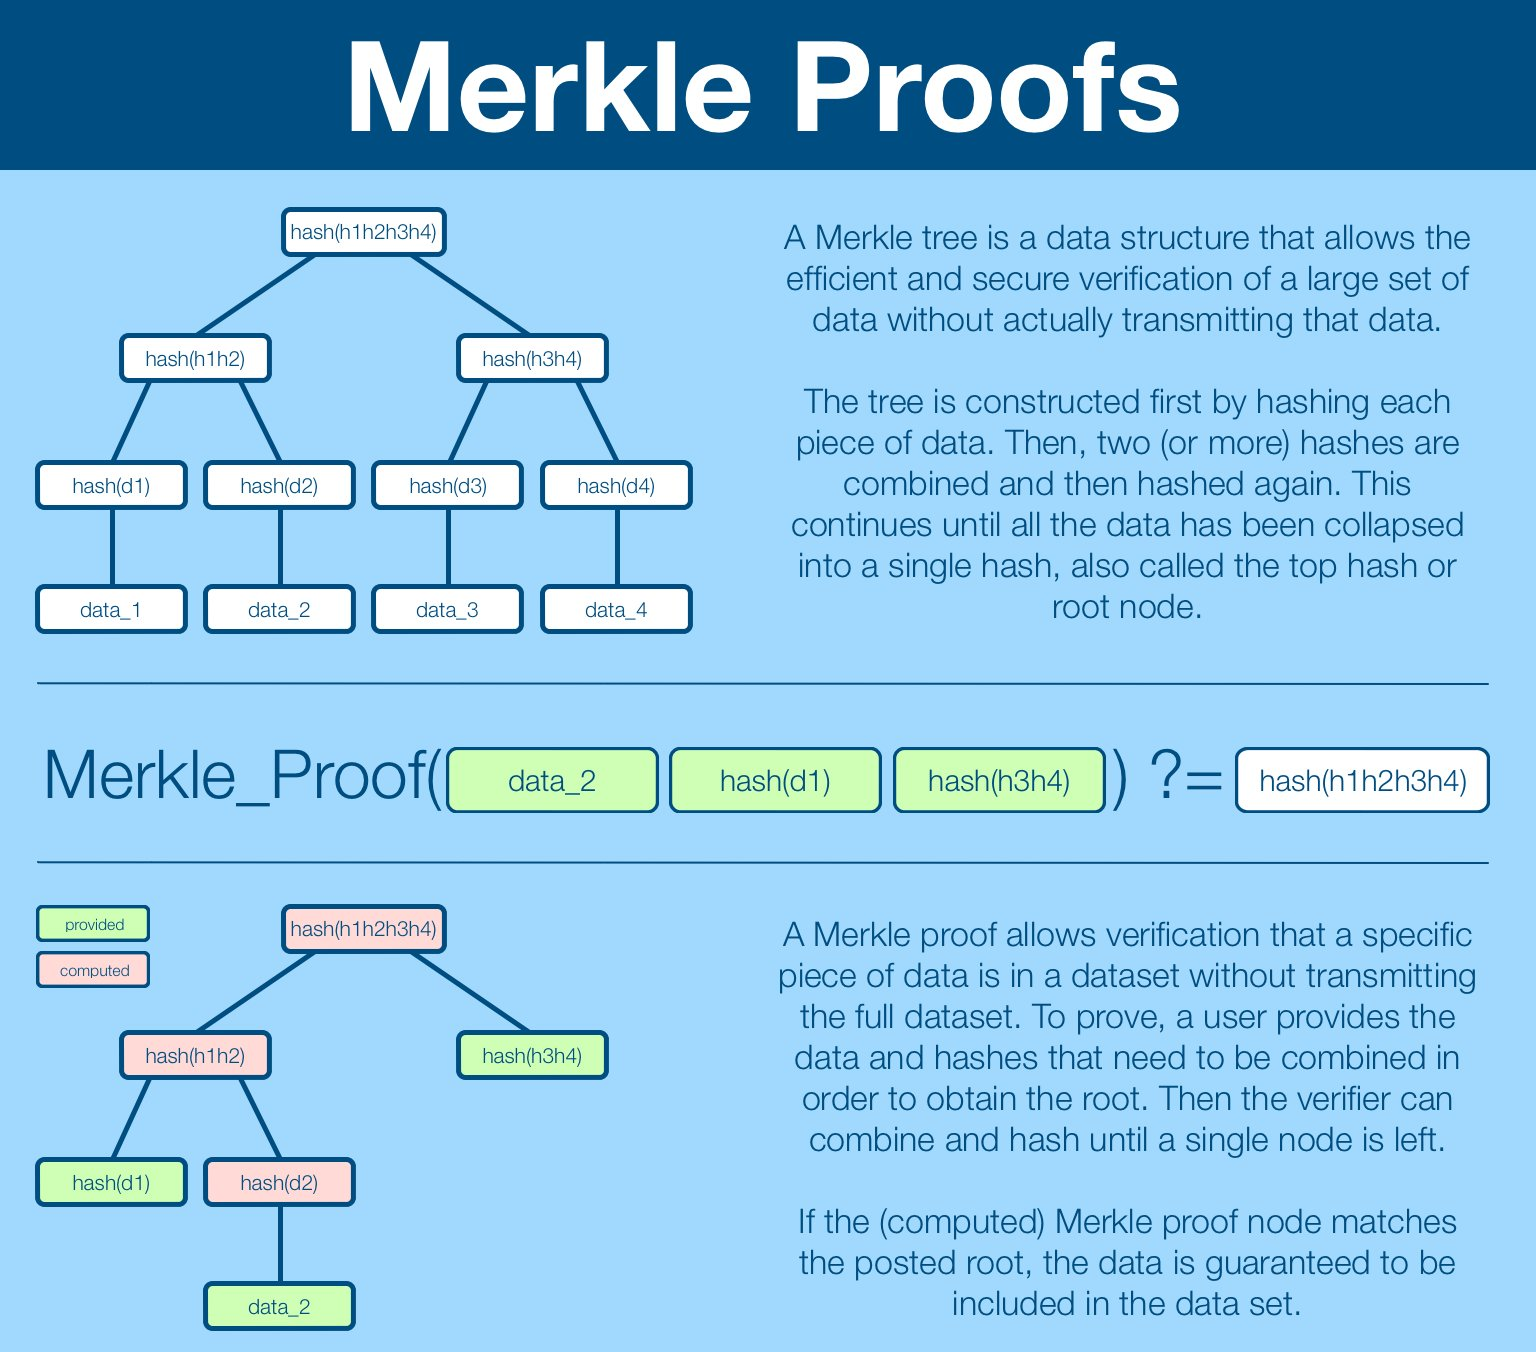 Merkle Proofs
hash(h1h2h3h4)
hash(h1h2)
hash(h3h4)
hash(d1)
hash(d2)
hash(d3)
hash(d4)
data_1
data_2
data_3
data_4
A Merkle tree is a data structure that allows the
efficient and secure verification of a large set of
data without actually transmitting that data.
The tree is constructed first by hashing each
piece of data. Then, two (or more) hashes are
combined and then hashed again. This
continues until all the data has been collapsed
into a single hash, also called the top hash or
root node.
Merkle_Proof( data_2 hash(d1) hash(h3h4) ) ?= hash(h1h2h3h4)
provided
computed
hash(h1h2h3h4)
hash(h1h2)
hash(h3h4)
hash(d1)
hash(d2)
data_2
A Merkle proof allows verification that a specific
piece of data is in a dataset without transmitting
the full dataset. To prove, a user provides the
data and hashes that need to be combined in
order to obtain the root. Then the verifier can
combine and hash until a single node is left.
If the (computed) Merkle proof node matches
the posted root, the data is guaranteed to be
included in the data set.